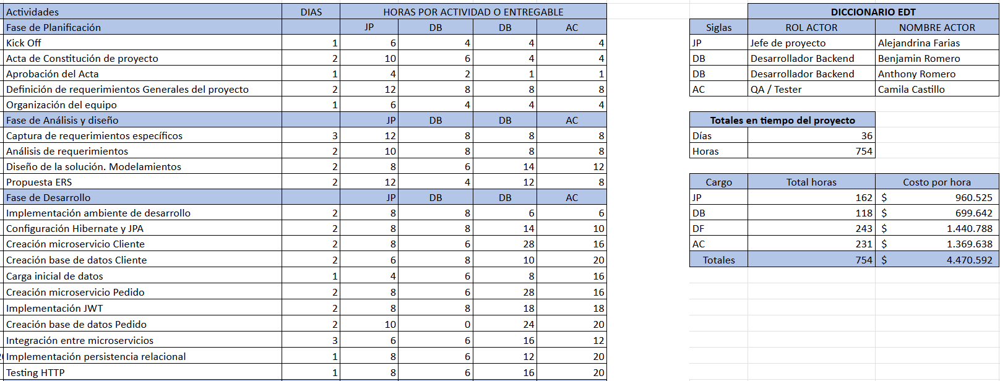 Actividades DIAS HORAS POR ACTIVIDAD O ENTREGABLE
Fase de Planificación JP DB DB AC
Kick Off 1 6 4 4 4
Acta de Constitución de proyecto 2 10 6 4 4
Aprobación del Acta 1 4 2 1 1
Definición de requerimientos Generales del proyecto 2 12 8 8 8
Organización del equipo 1 6 4 4 4
Fase de Análisis y diseño JP DB DB AC
Captura de requerimientos específicos 3 12 8 8 8
Análisis de requerimientos 2 10 8 8 8
Diseño de la solución. Modelamientos 2 8 6 14 12
Propuesta ERS 2 12 4 12 8
Fase de Desarrollo JP DB DB AC
Implementación ambiente de desarrollo 2 8 8 6 6
Configuración Hibernate y JPA 2 8 8 14 10
Creación microservicio Cliente 2 8 6 28 16
Creación base de datos Cliente 2 6 8 10 20
Carga inicial de datos 1 4 6 8 16
Creación microservicio Pedido 2 8 6 28 16
Implementación JWT 2 8 8 18 18
Creación base de datos Pedido 2 10 0 24 20
Integración entre microservicios 3 6 6 16 12
Implementación persistencia relacional 1 8 6 12 20
Testing HTTP 1 8 6 16 20
DICCIONARIO EDT
Siglas ROL ACTOR NOMBRE ACTOR
JP Jefe de proyecto Alejandrina Farias
DB Desarrollador Backend Benjamin Romero
DB Desarrollador Backend Anthony Romero
AC QA / Tester Camila Castillo
Totales en tiempo del proyecto
Días 36
Horas 754
Cargo Total horas Costo por hora
JP 162 $ 960.525
DB 118 $ 699.642
DF 243 $ 1.440.788
AC 231 $ 1.369.638
Totales 754 $ 4.470.592